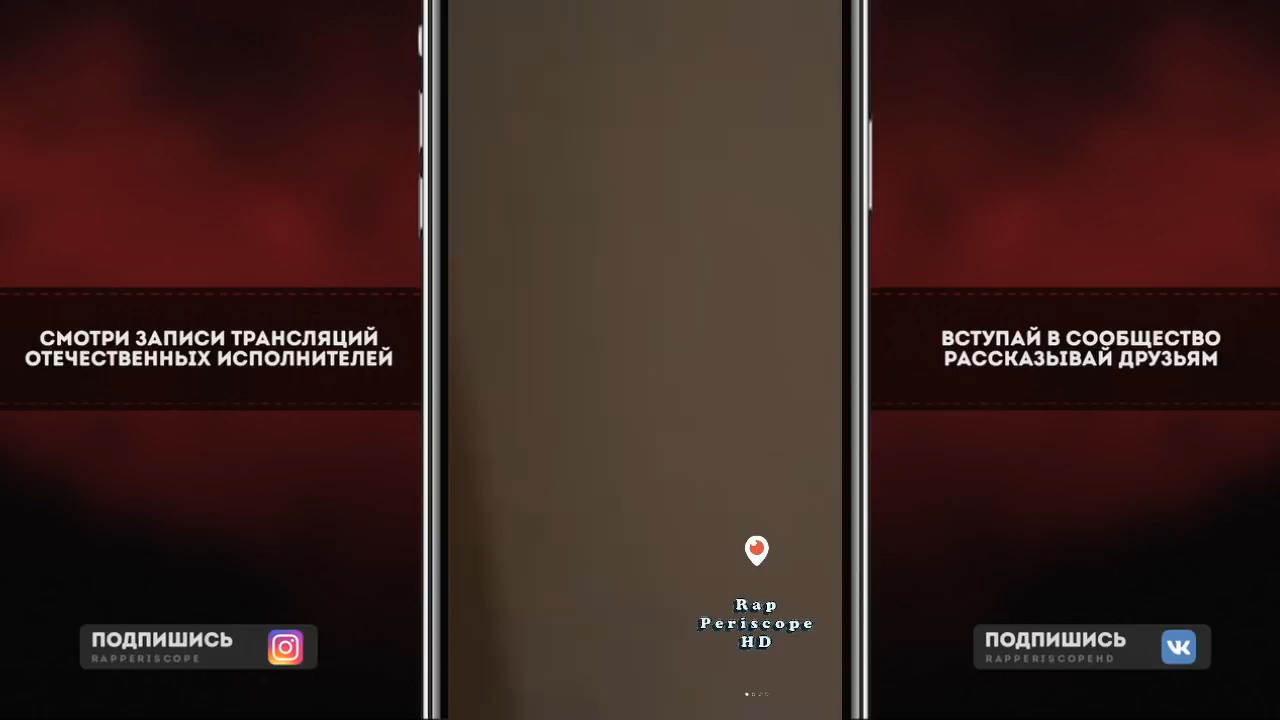 СМОТРИ ЗАПИСИ ТРАНСЛЯЦИЙ
ОТЕЧЕСТВЕННЫХ ИСПОЛНИТЕЛЕЙ
ВСТУПАЙ В СООБЩЕСТВО
РАССКАЗЫВАЙ ДРУЗЬЯМ
Rap
Periscope
HD
ПОДПИШИСЬ
RAPPERISCOPE
ПОДПИШИСЬ
RAPPERISCOPEHD